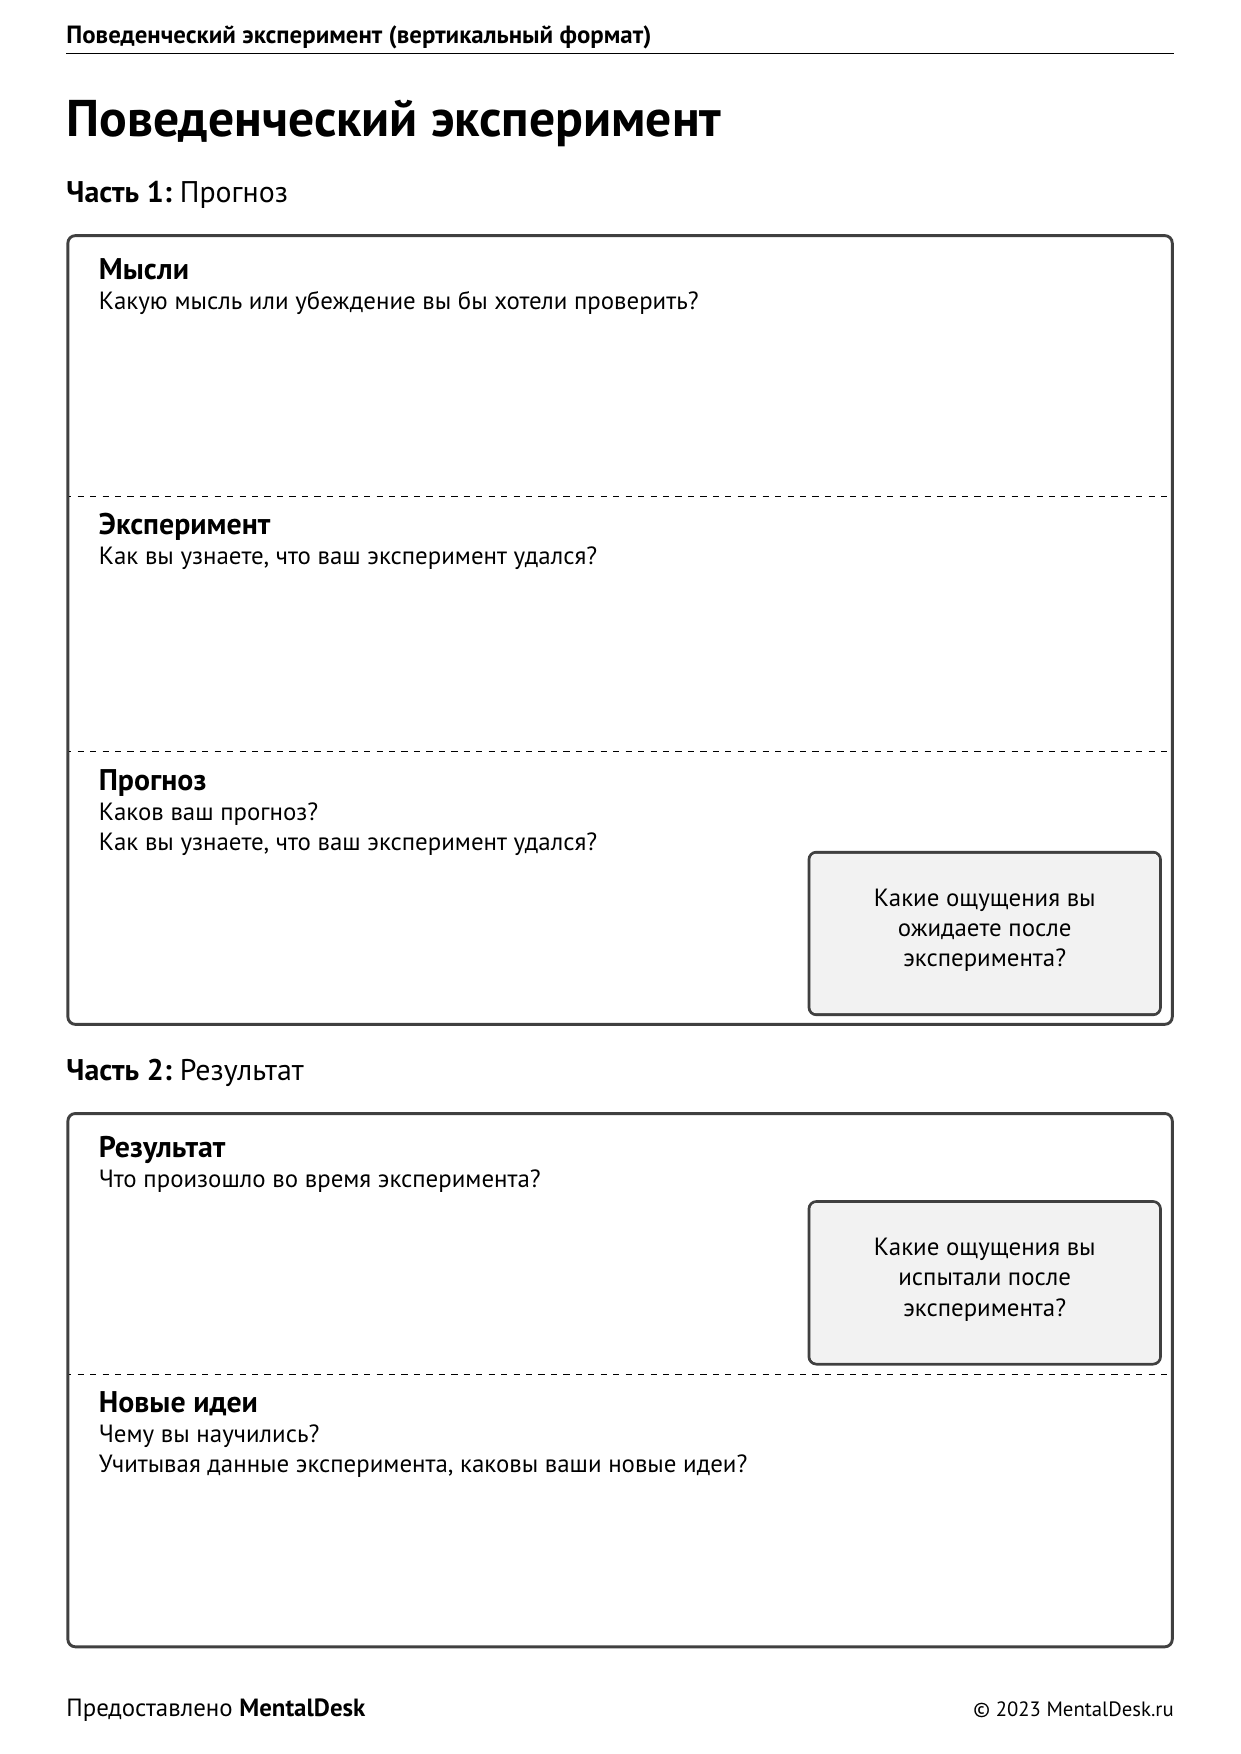 Поведенческий эксперимент (вертикальный формат)
Поведенческий эксперимент
Часть 1: Прогноз
Мысли
Какую мысль или убеждение вы бы хотели проверить?
Эксперимент
Как вы узнаете, что ваш эксперимент удался?
Прогноз
Каков ваш прогноз?
Как вы узнаете, что ваш эксперимент удался?
Какие ощущения вы
ожидаете после
эксперимента?
Часть 2: Результат
Результат
Что произошло во время эксперимента?
Какие ощущения вы
испытали после
эксперимента?
Новые идеи
Чему вы научились?
Учитывая данные эксперимента, каковы ваши новые идеи?
Предоставлено MentalDesk
© 2023 MentalDesk.ru